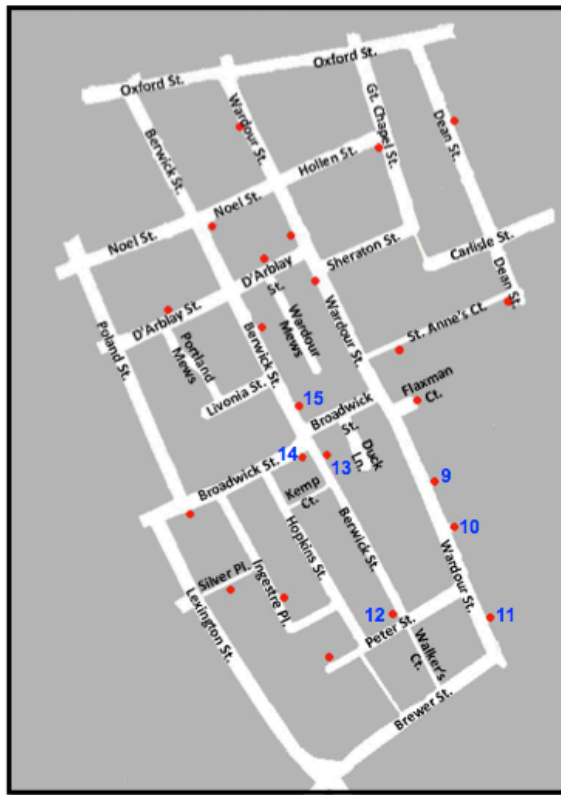 Oxford St.
Oxford St.
Berwick St.
Wardour St.
Gt. Chapel St.
Dean St.
Hollen St.
Noel St.
Noel St.
Carlisle St.
Sheraton St.
D'Arblay
St.
Dean St.
Poland St.
D'Arblay St.
Wardour
Mews
Wardour St.
St. Anne's Ct.
Portland
Mews
Berwick St.
Livonia St.
Flaxman
Ct.
15
Broadwick
St.
Duck
Ln.
14
13
Broadwick St.
9
Kemp
Ct.
10
Hopkins St.
Berwick St.
Wardour St.
Silver Pl.
Ingestre Pl.
Lexington St.
12
11
Peter St.
Walker's
Ct.
Brewer St.